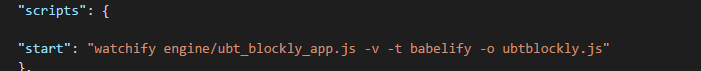 "scripts": {
"start": "watchify engine/ubt_blockly_app.js -v -t babelify -o ubtblockly.js"
},